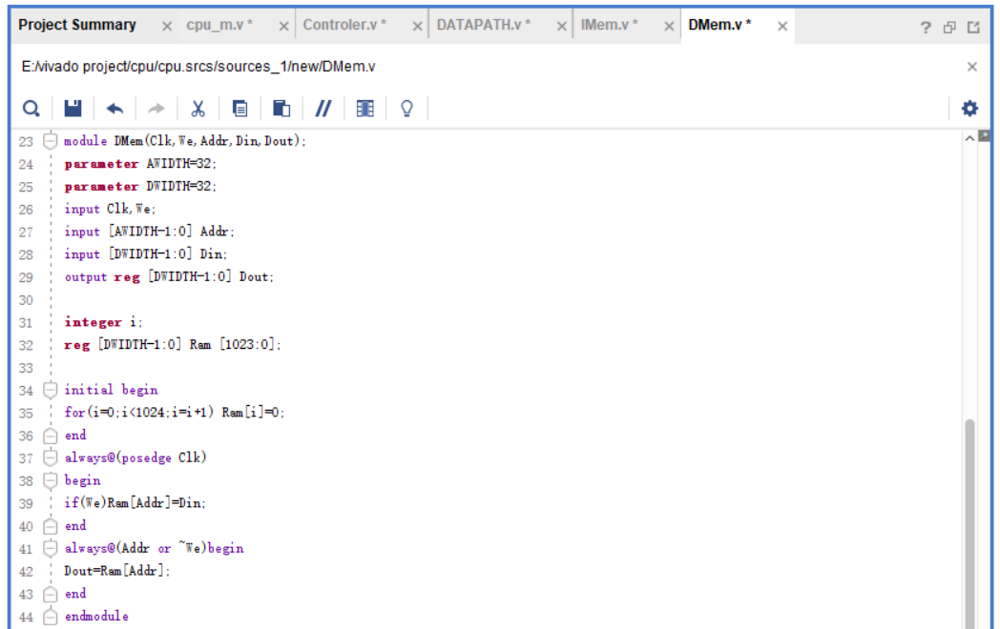 Project Summary × cpu_m.v * × Controler.v * × DATAPATH.v * × IMem.v * × DMem.v * × ?
E:/vivado project/cpu/cpu.srcs/sources_1/new/DMem.v ×
//
23 module DMem(Clk,We,Addr,Din,Dout);
24 parameter AWIDTH=32;
25 parameter DWIDTH=32;
26 input Clk,We;
27 input [AWIDTH-1:0] Addr;
28 input [DWIDTH-1:0] Din;
29 output reg [DWIDTH-1:0] Dout;
30
31 integer i;
32 reg [DWIDTH-1:0] Ram [1023:0];
33
34 initial begin
35 for(i=0;i<1024;i=i+1) Ram[i]=0;
36 end
37 always@(posedge Clk)
38 begin
39 if(We)Ram[Addr]=Din;
40 end
41 always@(Addr or ~We)begin
42 Dout=Ram[Addr];
43 end
44 endmodule